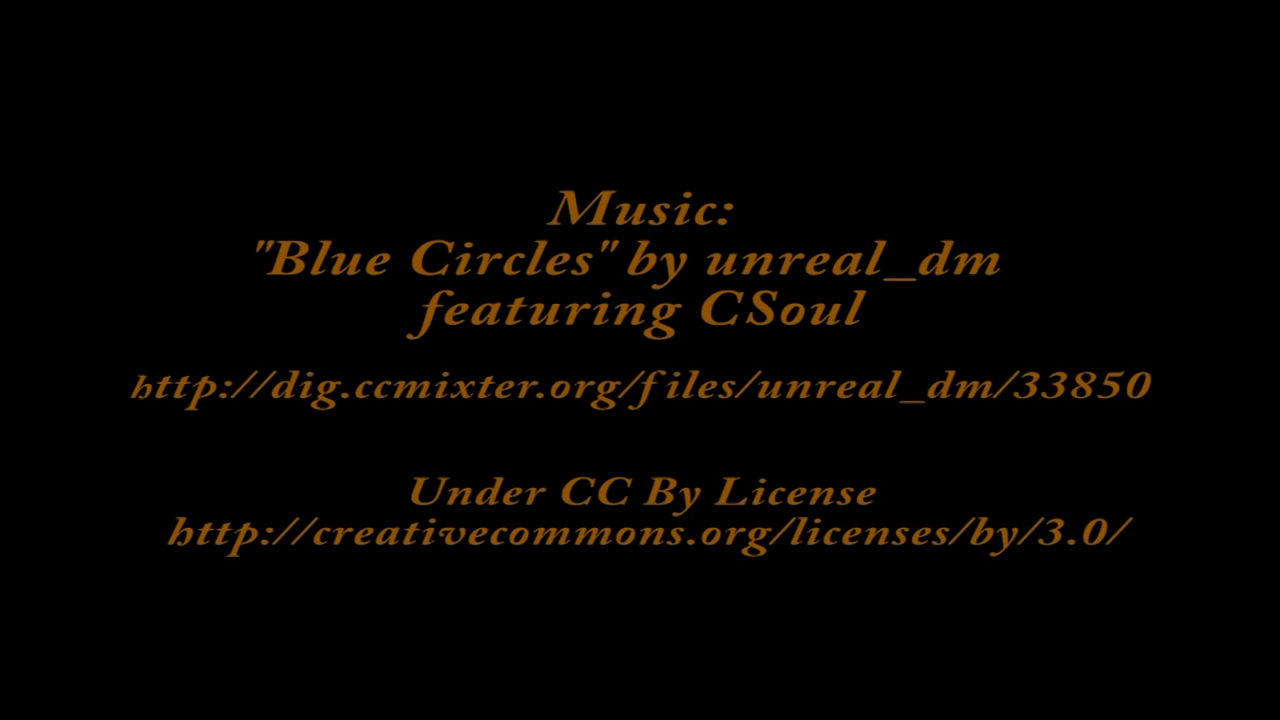 Music:
"Blue Circles" by unreal_dm
featuring CSoul
http://dig.ccmixter.org/files/unreal_dm/33850
Under CC By License
http://creativecommons.org/licenses/by/3.0/